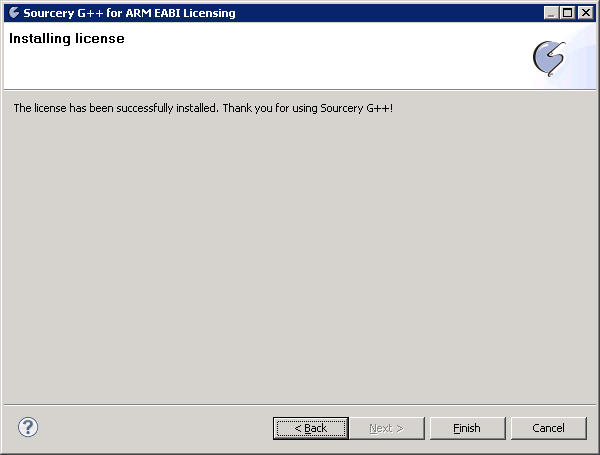 Sourcery G++ for ARM EABI Licensing
Installing license
The license has been successfully installed. Thank you for using Sourcery G++!
?
< Back
Next >
Finish
Cancel